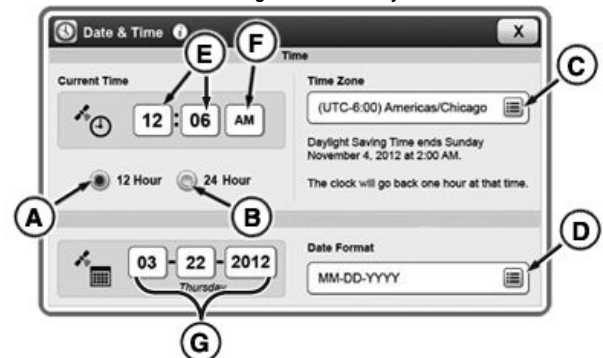 Date & Time i X
Time
Current Time
12 : 06 AM
12 Hour 24 Hour
Time Zone
(UTC-6:00) Americas/Chicago
Daylight Saving Time ends Sunday
November 4, 2012 at 2:00 AM.
The clock will go back one hour at that time.
03 - 22 - 2012
Thursday
Date Format
MM-DD-YYYY
A
B
C
D
E
F
G